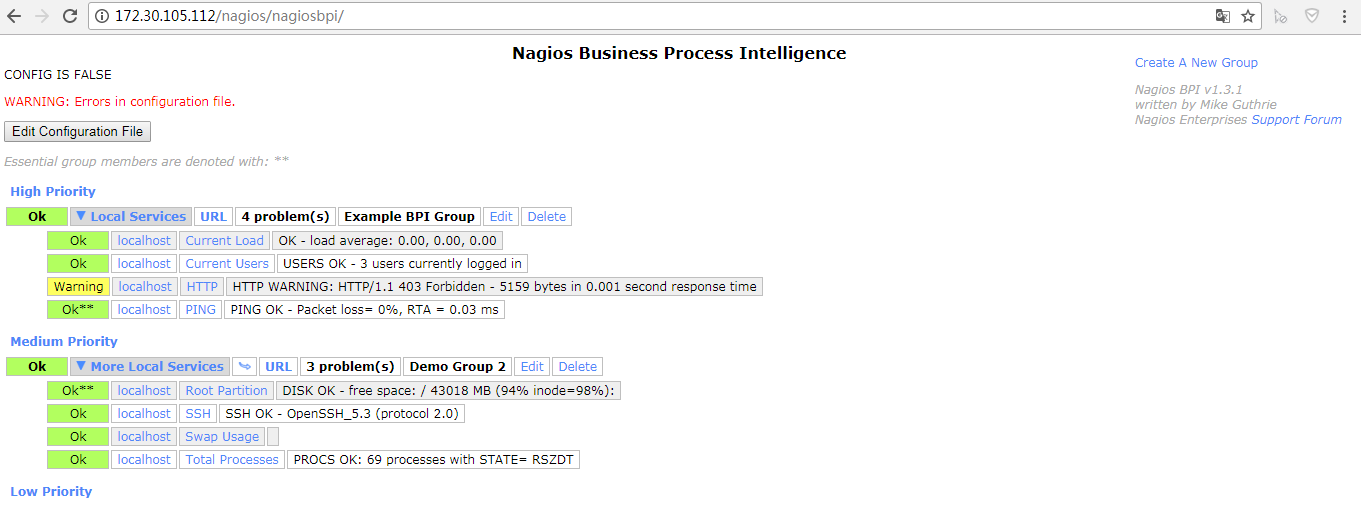 172.30.105.112/nagios/nagiosbpi/
Nagios Business Process Intelligence
Create A New Group
CONFIG IS FALSE
Nagios BPI v1.3.1
written by Mike Guthrie
Nagios Enterprises Support Forum
WARNING: Errors in configuration file.
Edit Configuration File
Essential group members are denoted with: **
High Priority
Ok ▼ Local Services URL 4 problem(s) Example BPI Group Edit Delete
Ok localhost Current Load OK - load average: 0.00, 0.00, 0.00
Ok localhost Current Users USERS OK - 3 users currently logged in
Warning localhost HTTP HTTP WARNING: HTTP/1.1 403 Forbidden - 5159 bytes in 0.001 second response time
Ok** localhost PING PING OK - Packet loss= 0%, RTA = 0.03 ms
Medium Priority
Ok ▼ More Local Services URL 3 problem(s) Demo Group 2 Edit Delete
Ok** localhost Root Partition DISK OK - free space: / 43018 MB (94% inode=98%):
Ok localhost SSH SSH OK - OpenSSH_5.3 (protocol 2.0)
Ok localhost Swap Usage
Ok localhost Total Processes PROCS OK: 69 processes with STATE= RSZDT
Low Priority